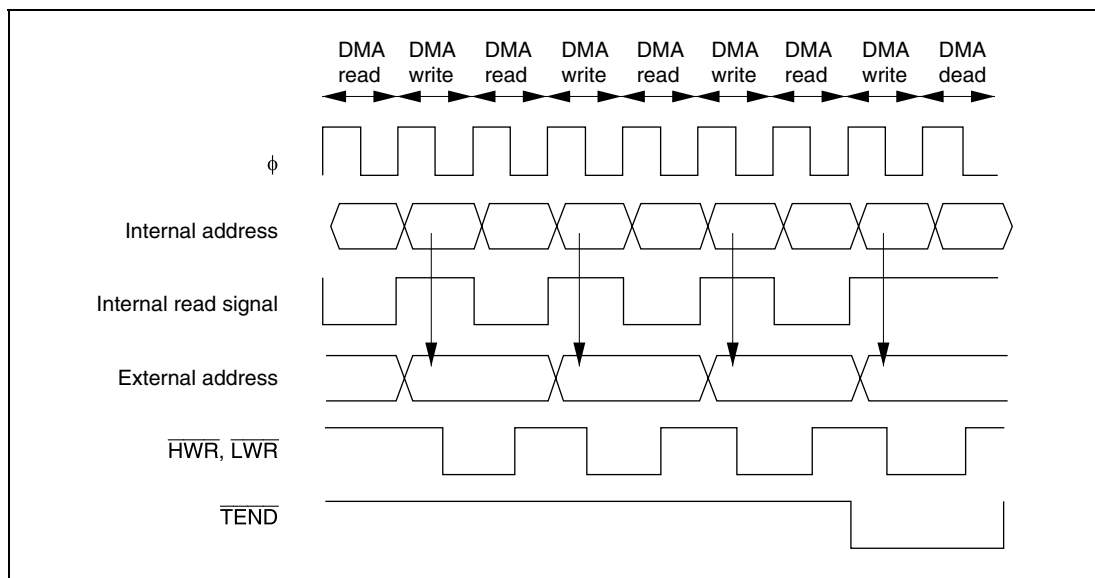 DMA read DMA write DMA read DMA write DMA read DMA write DMA read DMA write DMA dead
ϕ
Internal address
Internal read signal
External address
HWR, LWR
TEND